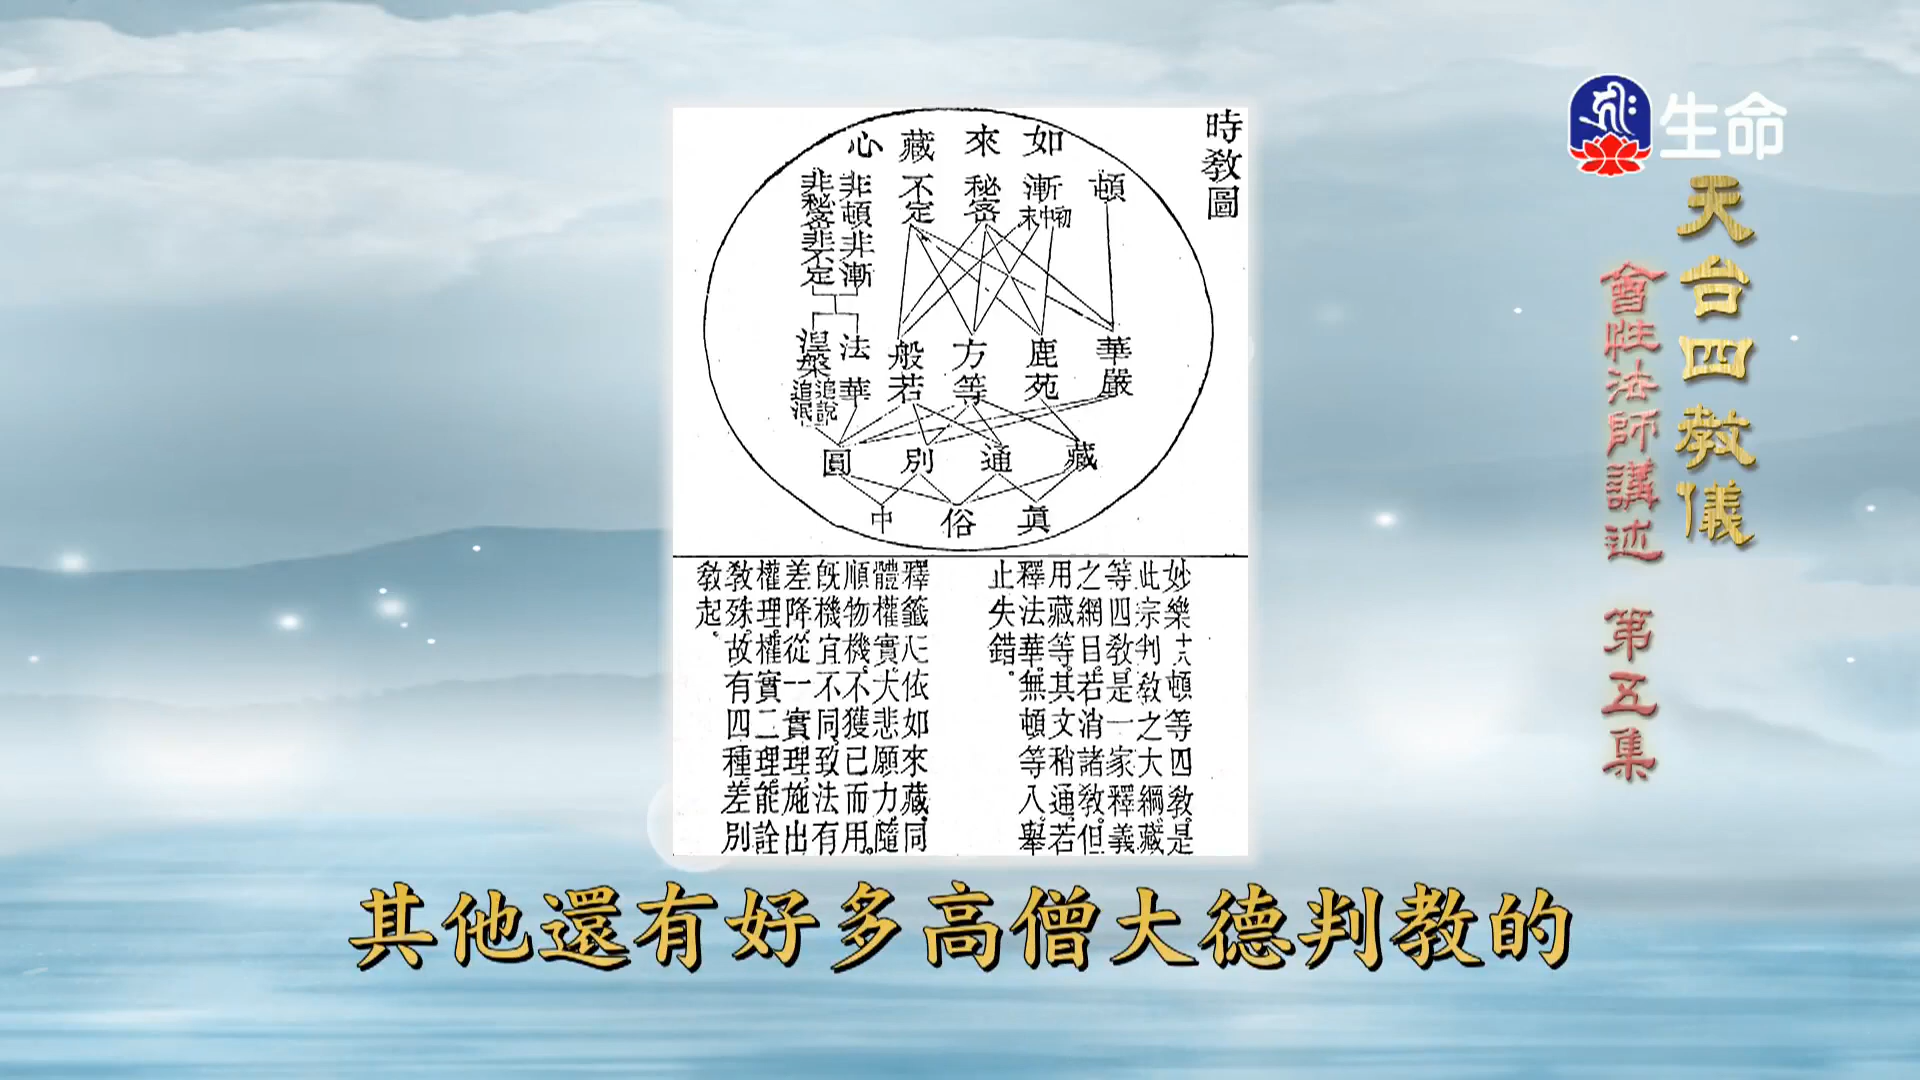 生命
天台四教儀
會性法師講述 第五集
時教圖
如來藏心
頓
漸 初中末
秘密
不定
非頓非漸
非秘密非不定
華嚴
鹿苑
方等
般若
法華
涅槃 追說追泯
藏
通
別
圓
真
俗
中
妙樂十八頓等四教。是
此宗判教之大綱。藏
等四教。是一家釋義
之網目。若消諸教。但
用藏等。其文稍通。若
釋法華。無頓等八。舉
止失錯。
釋籤依如來藏。同
體權實。大悲願力。隨
順物機。不獲已而用。
旣機宜不同。致法有
差降。從一實理。施出
權理。權實二理。能詮
教殊。故有四種差別
教起。
其他還有好多高僧大德判教的